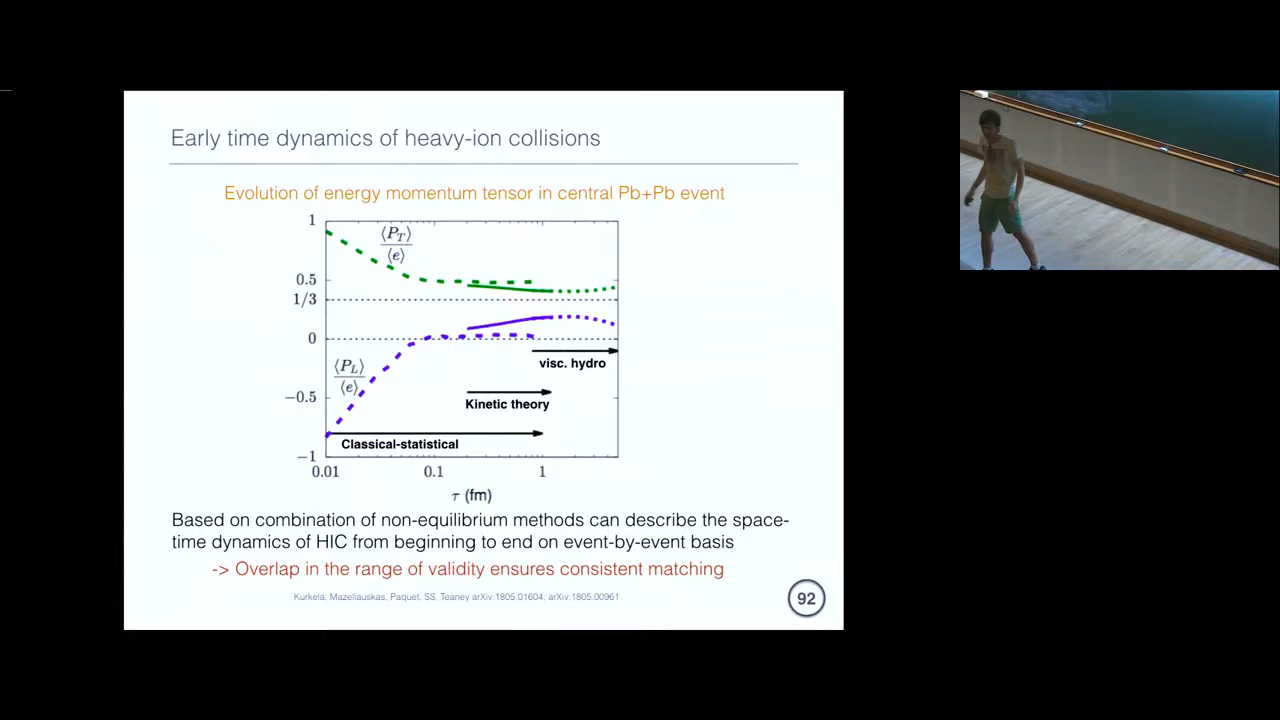 Early time dynamics of heavy-ion collisions
Evolution of energy momentum tensor in central Pb+Pb event
1
0.5
1/3
0
−0.5
−1
⟨P_T⟩
⟨e⟩
⟨P_L⟩
⟨e⟩
visc. hydro
Kinetic theory
Classical-statistical
0.01 0.1 1
τ (fm)
Based on combination of non-equilibrium methods can describe the space-
time dynamics of HIC from beginning to end on event-by-event basis
-> Overlap in the range of validity ensures consistent matching
Kurkela, Mazeliauskas, Paquet, SS, Teaney arXiv:1805.01604; arXiv:1805.00961
92